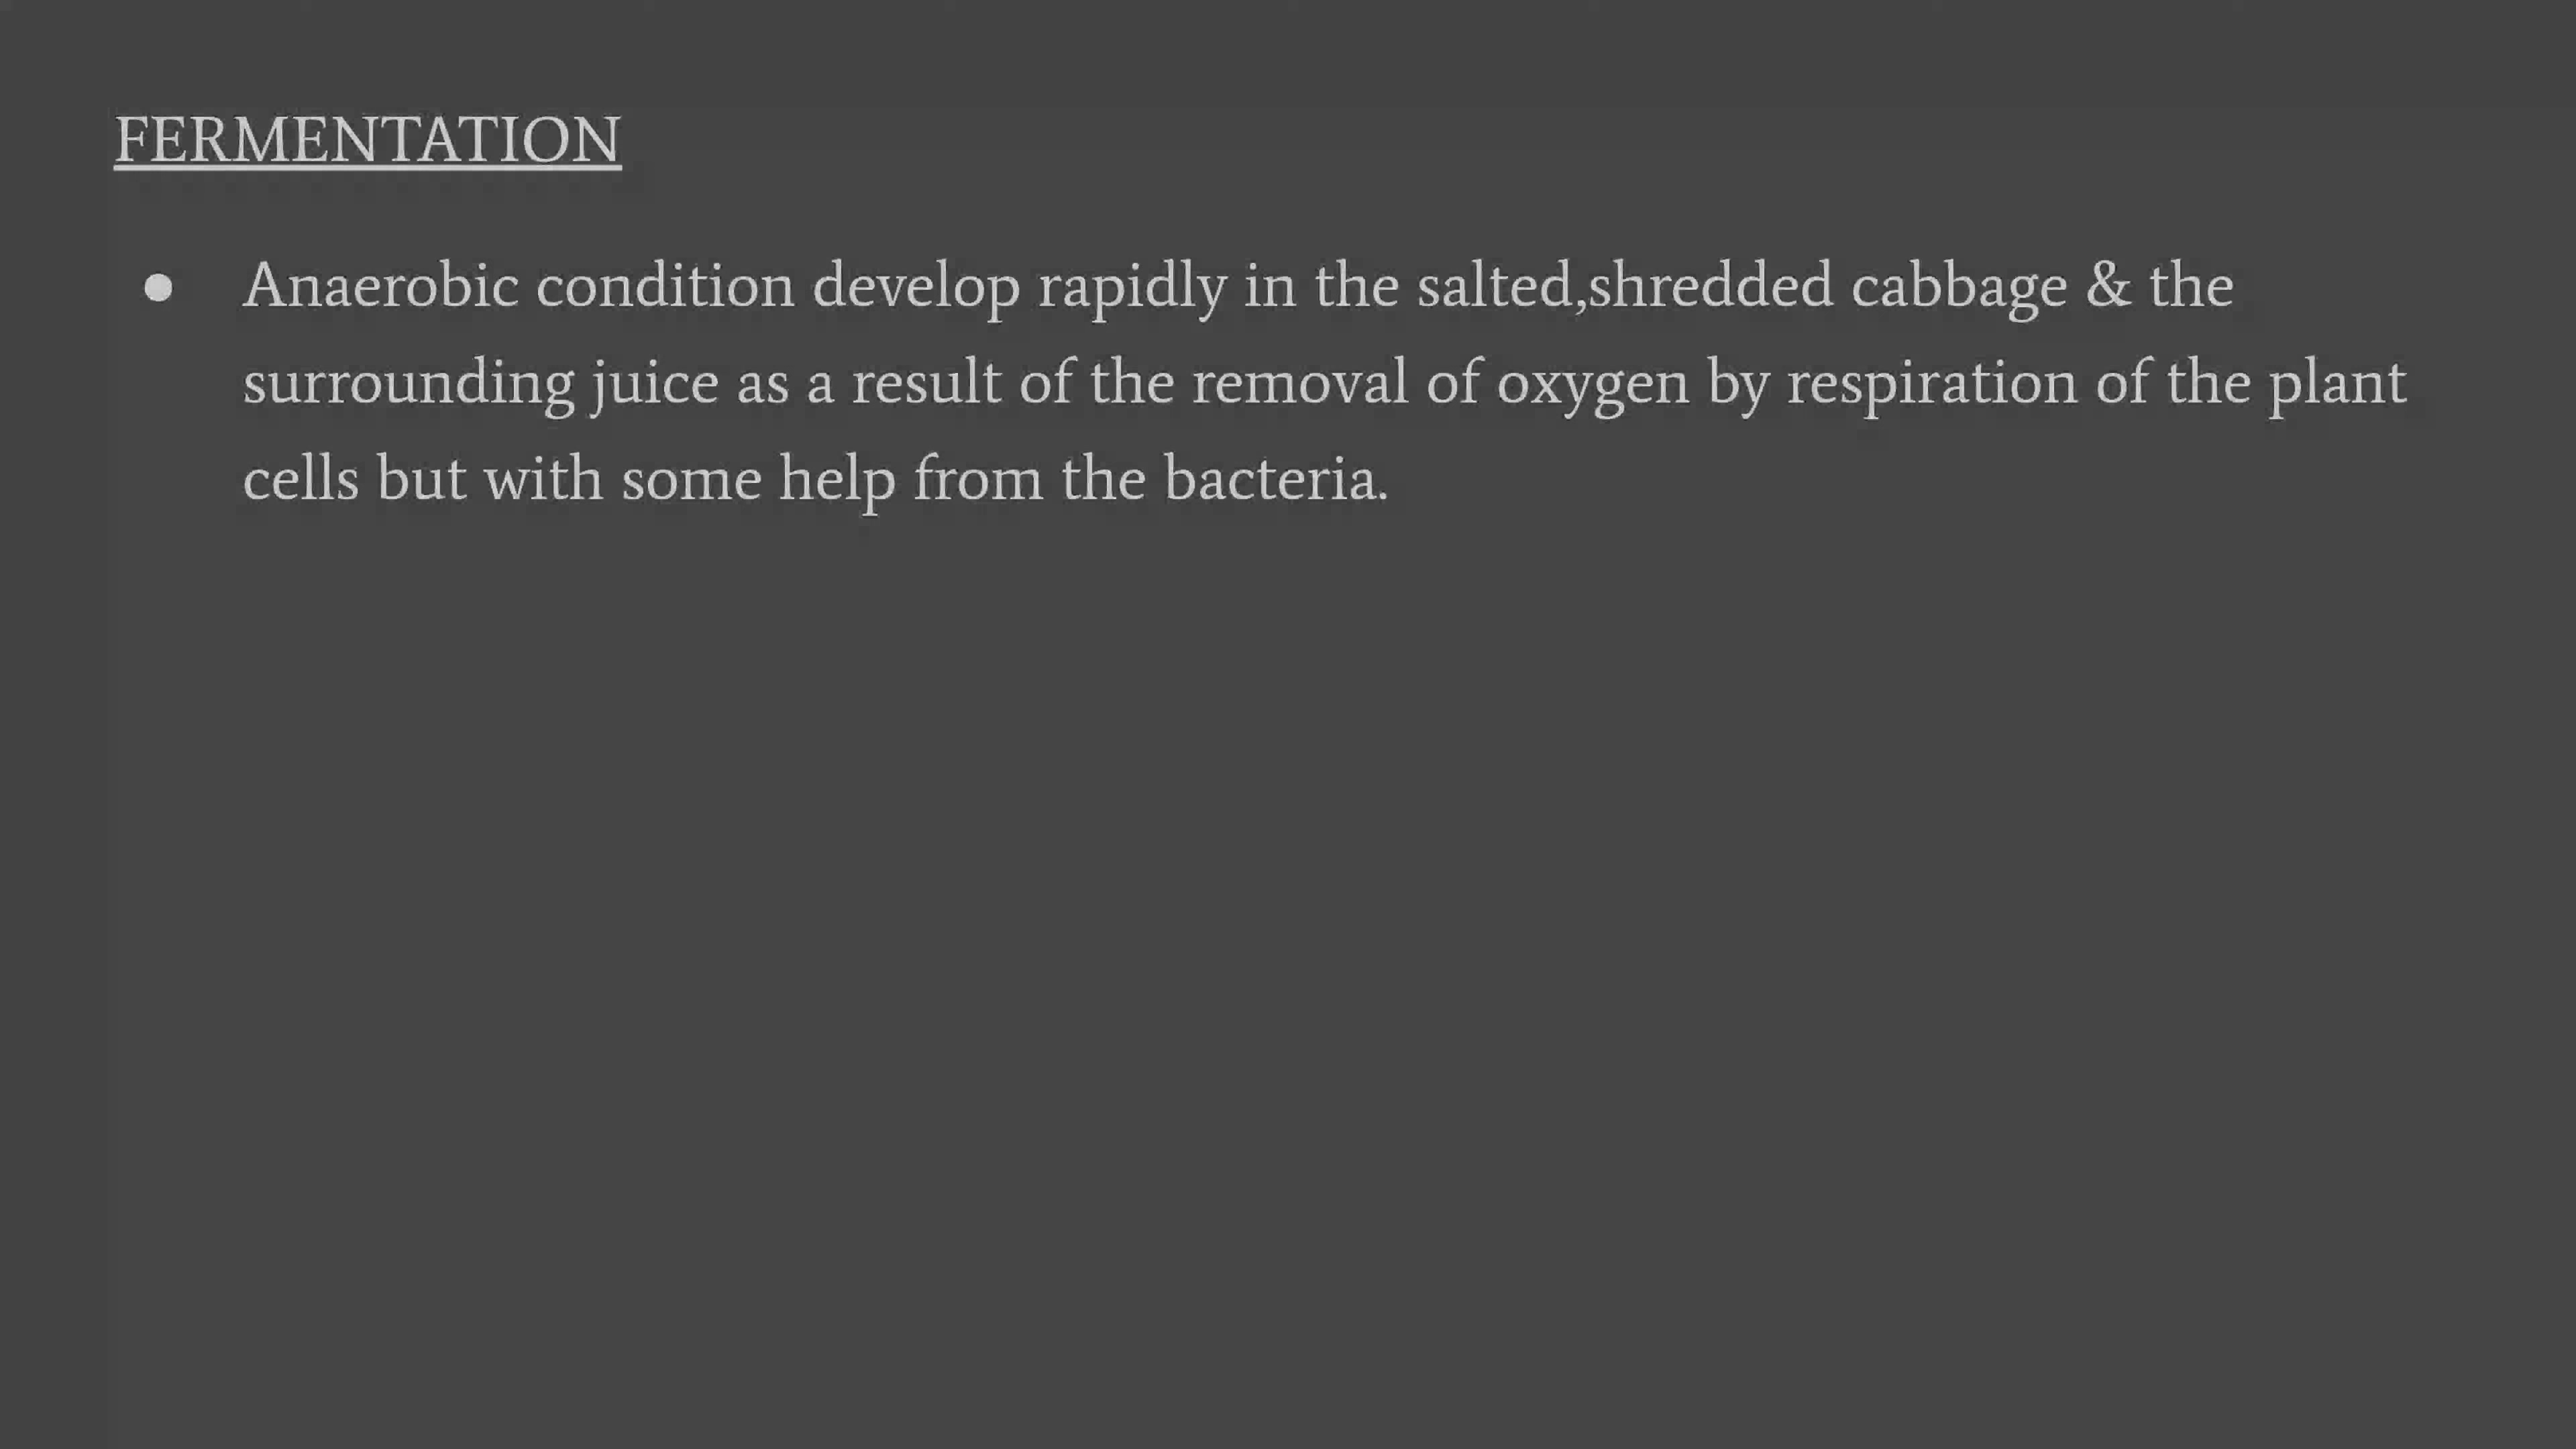 FERMENTATION
● Anaerobic condition develop rapidly in the salted,shredded cabbage & the
surrounding juice as a result of the removal of oxygen by respiration of the plant
cells but with some help from the bacteria.